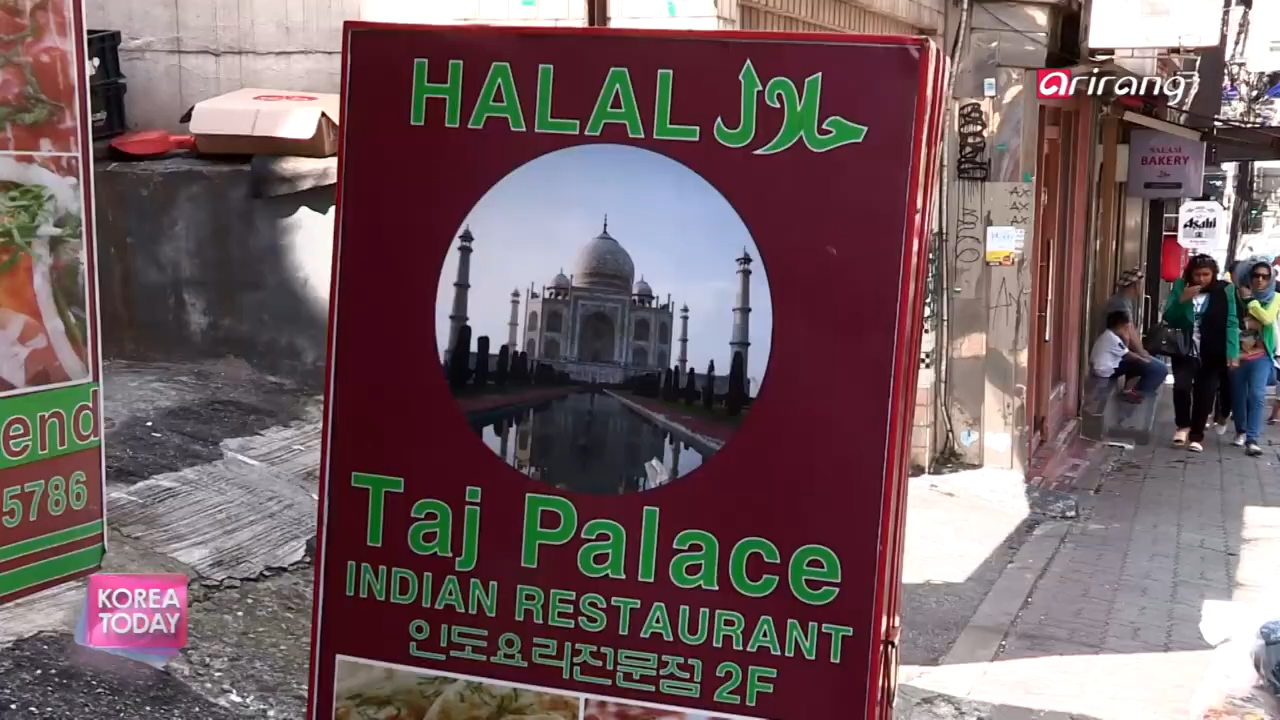 HALAL حلال
Taj Palace
INDIAN RESTAURANT
인도요리전문점 2F
end
5786
KOREA
TODAY
arirang
SALAM
BAKERY
Asahi